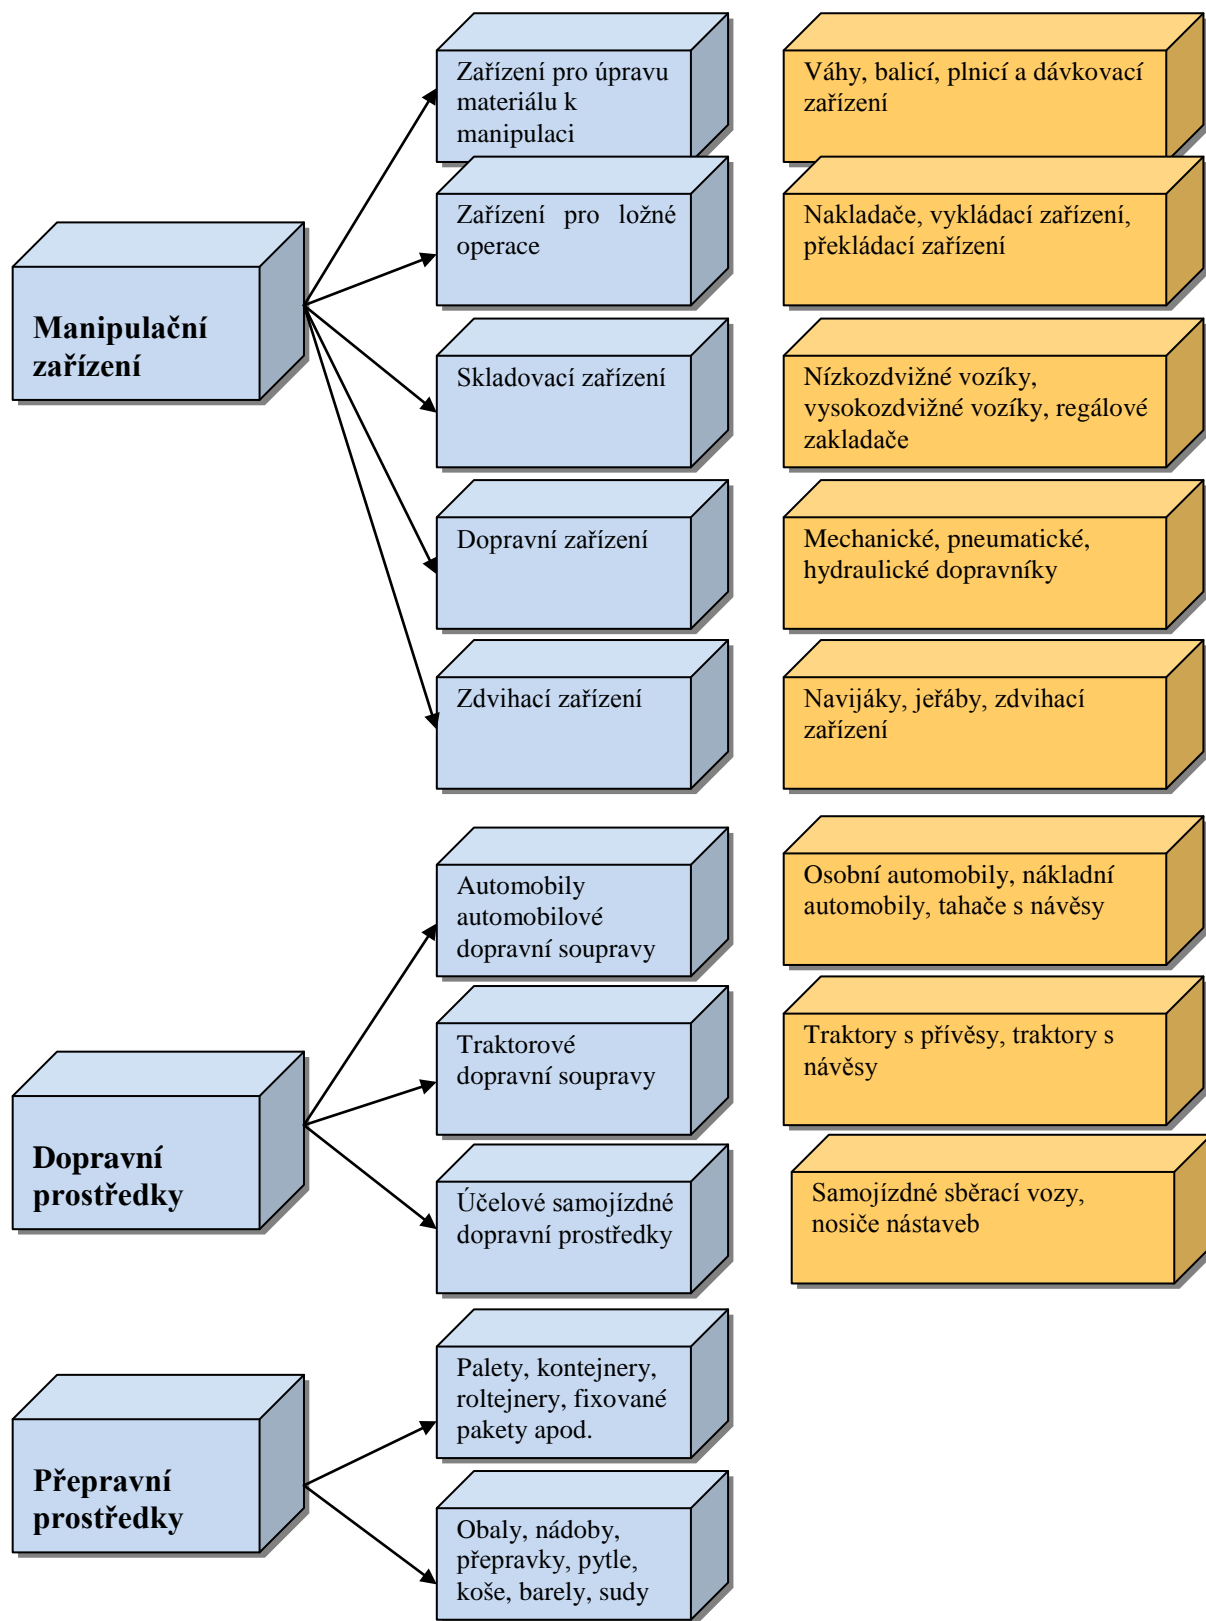 Manipulační
zařízení
Zařízení pro úpravu
materiálu k
manipulaci
Váhy, balicí, plnicí a dávkovací
zařízení
Zařízení pro ložné
operace
Nakladače, vykládací zařízení,
překládací zařízení
Skladovací zařízení
Nízkozdvižné vozíky,
vysokozdvižné vozíky, regálové
zakladače
Dopravní zařízení
Mechanické, pneumatické,
hydraulické dopravníky
Zdvihací zařízení
Navijáky, jeřáby, zdvihací
zařízení
Dopravní
prostředky
Automobily
automobilové
dopravní soupravy
Osobní automobily, nákladní
automobily, tahače s návěsy
Traktorové
dopravní soupravy
Traktory s přívěsy, traktory s
návěsy
Účelové samojízdné
dopravní prostředky
Samojízdné sběrací vozy,
nosiče nástaveb
Přepravní
prostředky
Palety, kontejnery,
roltejnery, fixované
pakety apod.
Obaly, nádoby,
přepravky, pytle,
koše, barely, sudy